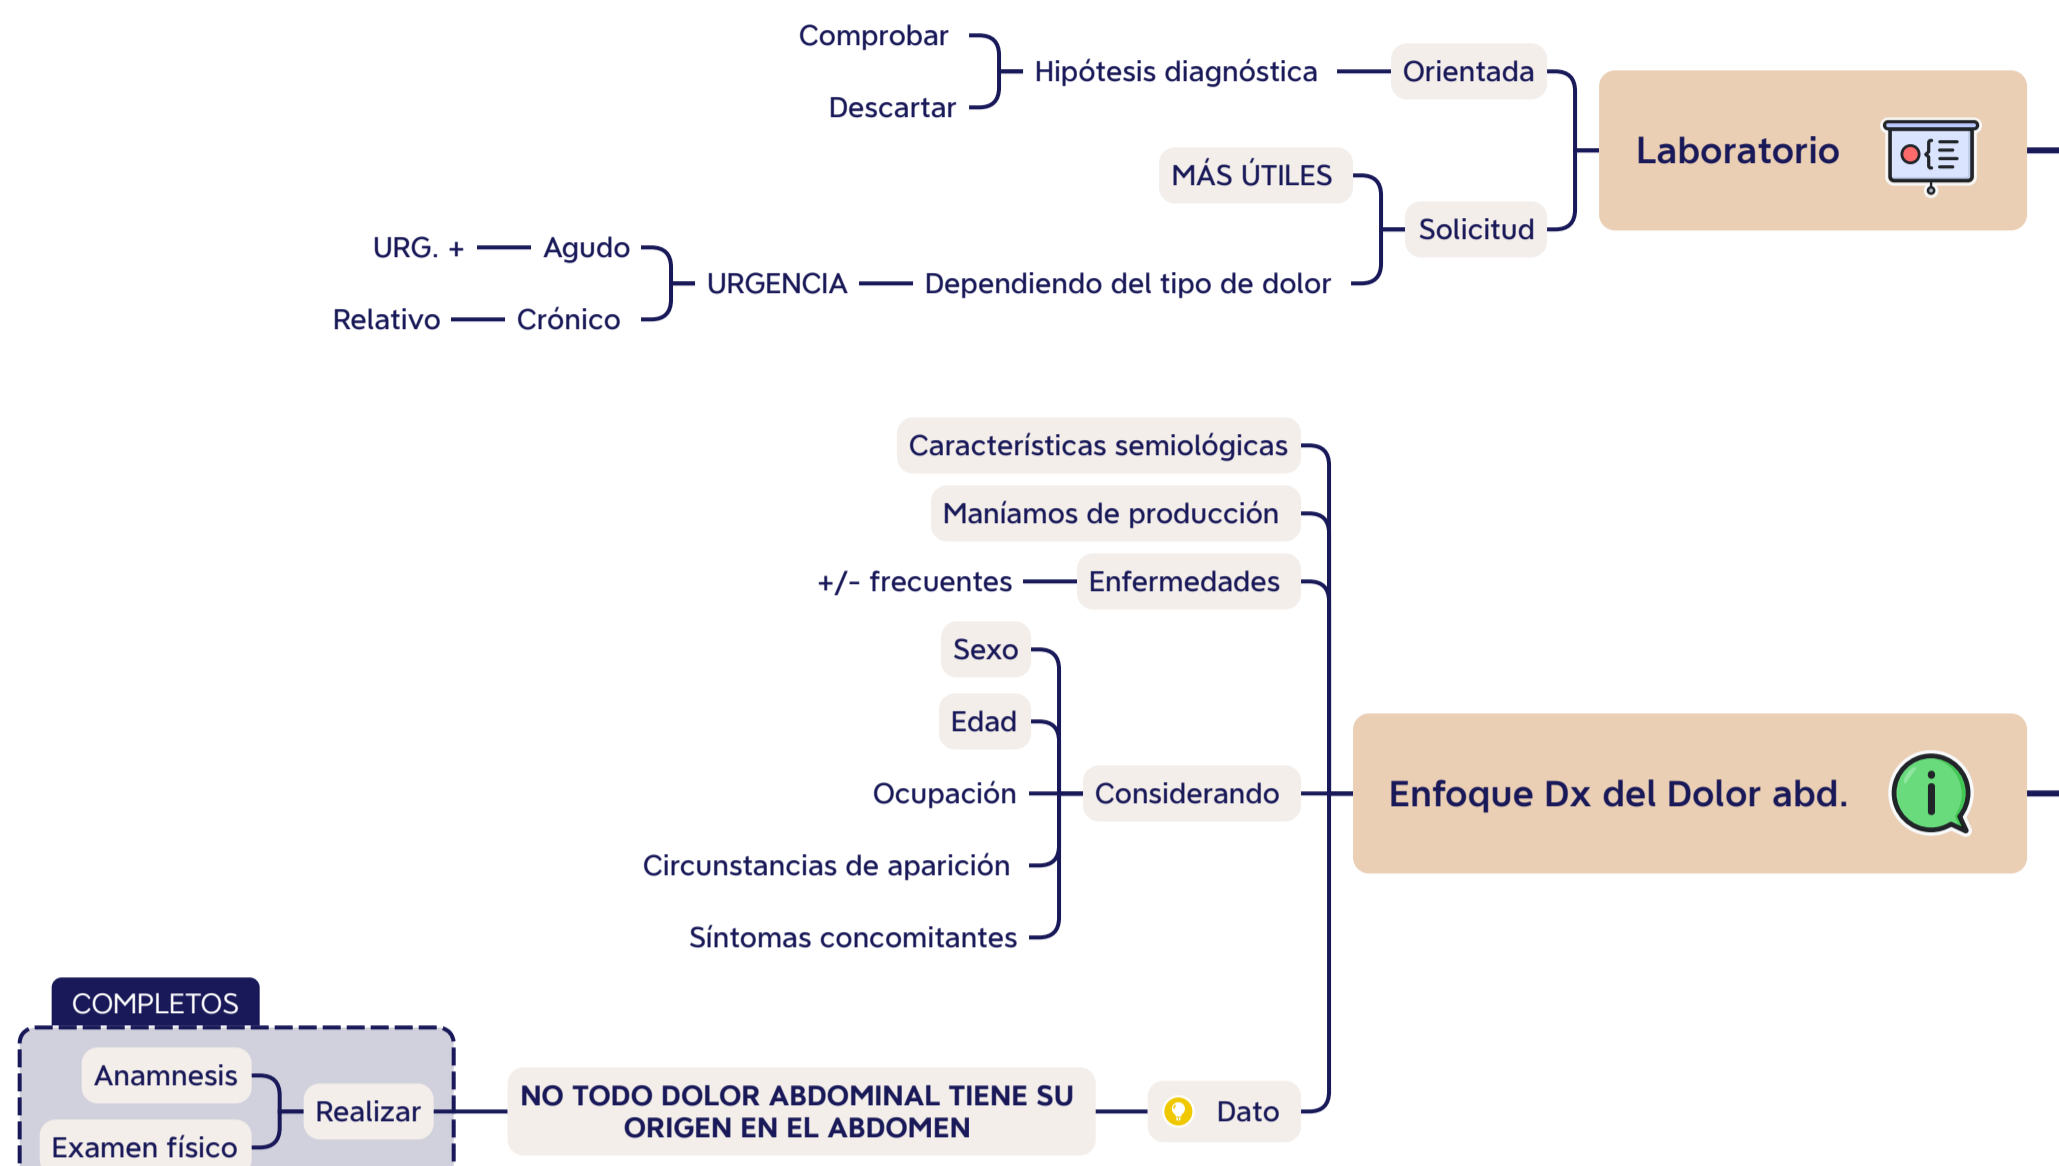 Laboratorio
Orientada
Hipótesis diagnóstica
Comprobar
Descartar
Solicitud
MÁS ÚTILES
Dependiendo del tipo de dolor
URGENCIA
Agudo
URG. +
Crónico
Relativo
Enfoque Dx del Dolor abd.
Características semiológicas
Maníamos de producción
Enfermedades
+/- frecuentes
Considerando
Sexo
Edad
Ocupación
Circunstancias de aparición
Síntomas concomitantes
Dato
NO TODO DOLOR ABDOMINAL TIENE SU
ORIGEN EN EL ABDOMEN
COMPLETOS
Realizar
Anamnesis
Examen físico